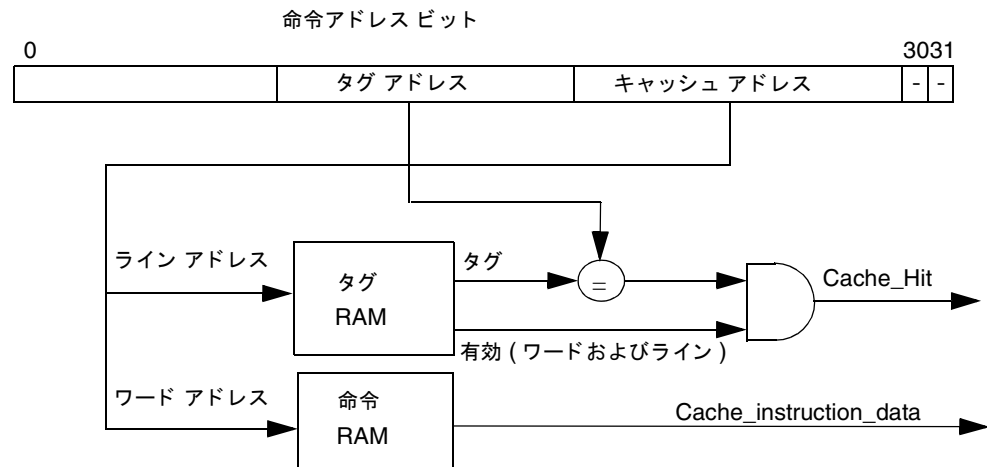 命令アドレス ビット
0 3031
タグ アドレス キャッシュ アドレス - -
ライン アドレス
タグ
RAM
タグ
=
Cache_Hit
有効 ( ワードおよびライン )
ワード アドレス
命令
RAM
Cache_instruction_data